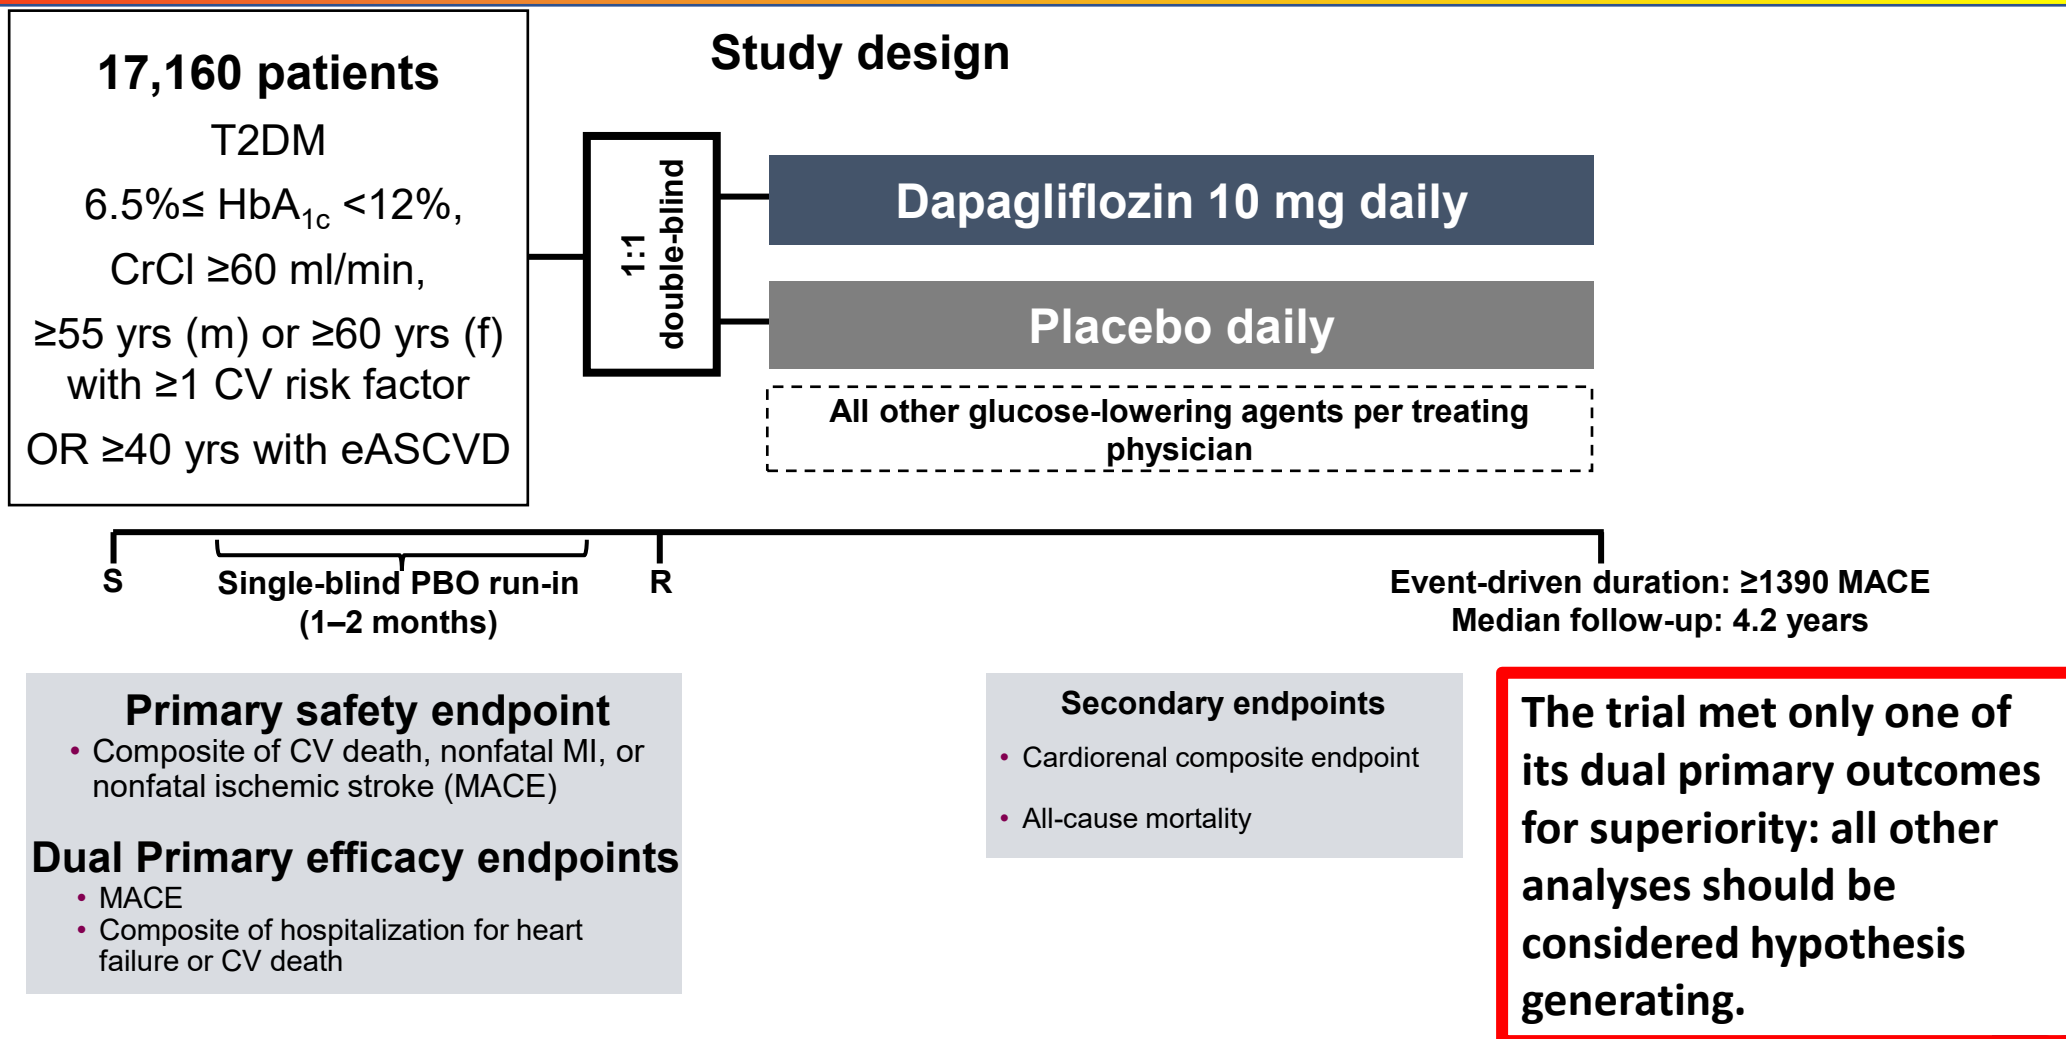 17,160 patients
T2DM
6.5%≤ HbA1c <12%,
CrCl ≥60 ml/min,
≥55 yrs (m) or ≥60 yrs (f)
with ≥1 CV risk factor
OR ≥40 yrs with eASCVD
Study design
1:1
double-blind
Dapagliflozin 10 mg daily
Placebo daily
All other glucose-lowering agents per treating
physician
S
Single-blind PBO run-in
(1–2 months)
R
Event-driven duration: ≥1390 MACE
Median follow-up: 4.2 years
Primary safety endpoint
• Composite of CV death, nonfatal MI, or
nonfatal ischemic stroke (MACE)
Dual Primary efficacy endpoints
• MACE
• Composite of hospitalization for heart
failure or CV death
Secondary endpoints
• Cardiorenal composite endpoint
• All-cause mortality
The trial met only one of
its dual primary outcomes
for superiority: all other
analyses should be
considered hypothesis
generating.